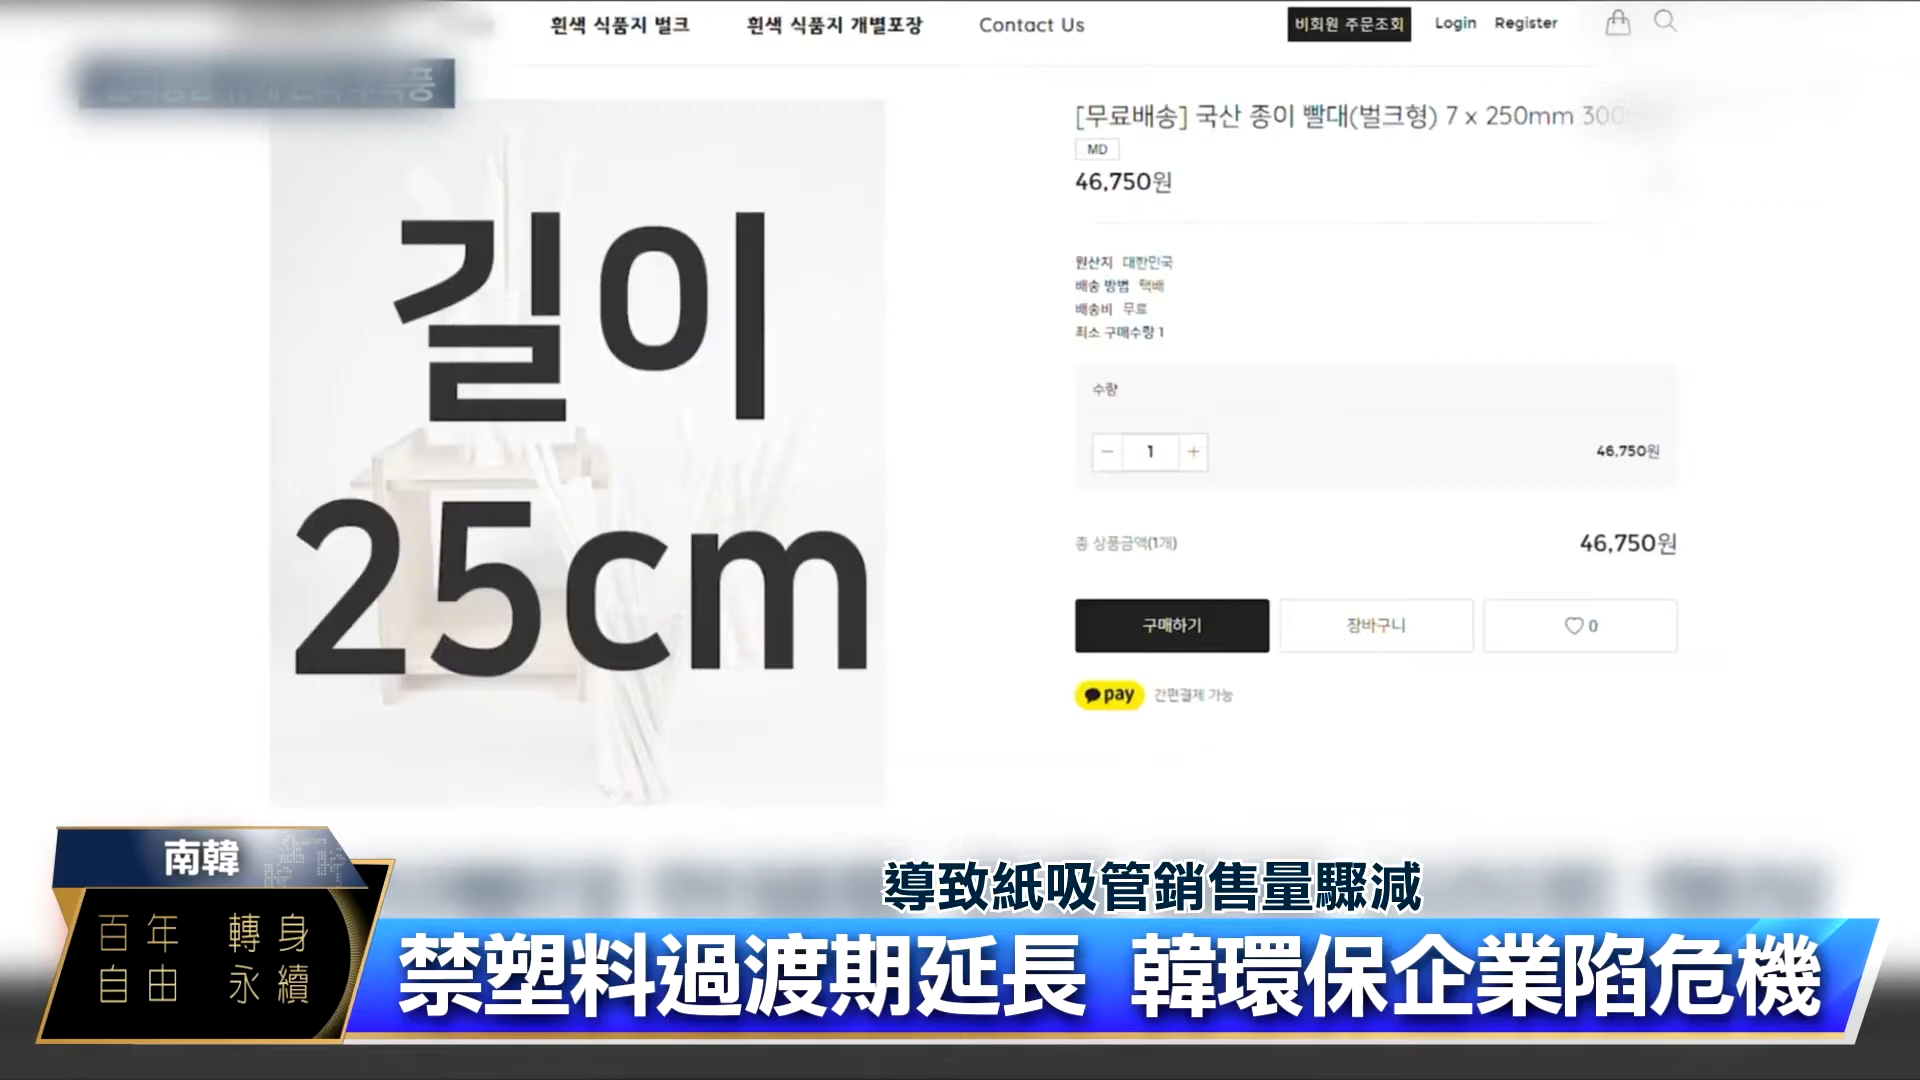 흰색 식품지 벌크 흰색 식품지 개별포장 Contact Us 비회원 주문조회 Login Register
[무료배송] 국산 종이 빨대(벌크형) 7 x 250mm
MD
46,750원
길이
25cm
원산지 대한민국
배송 방법 택배
배송비 무료
최소 구매수량 1
수량
− 1 + 46,750원
총 상품금액(1개) 46,750원
구매하기 장바구니 ♡ 0
pay 간편결제 가능
南韓
導致紙吸管銷售量驟減
百年 轉身
自由 永續
禁塑料過渡期延長 韓環保企業陷危機